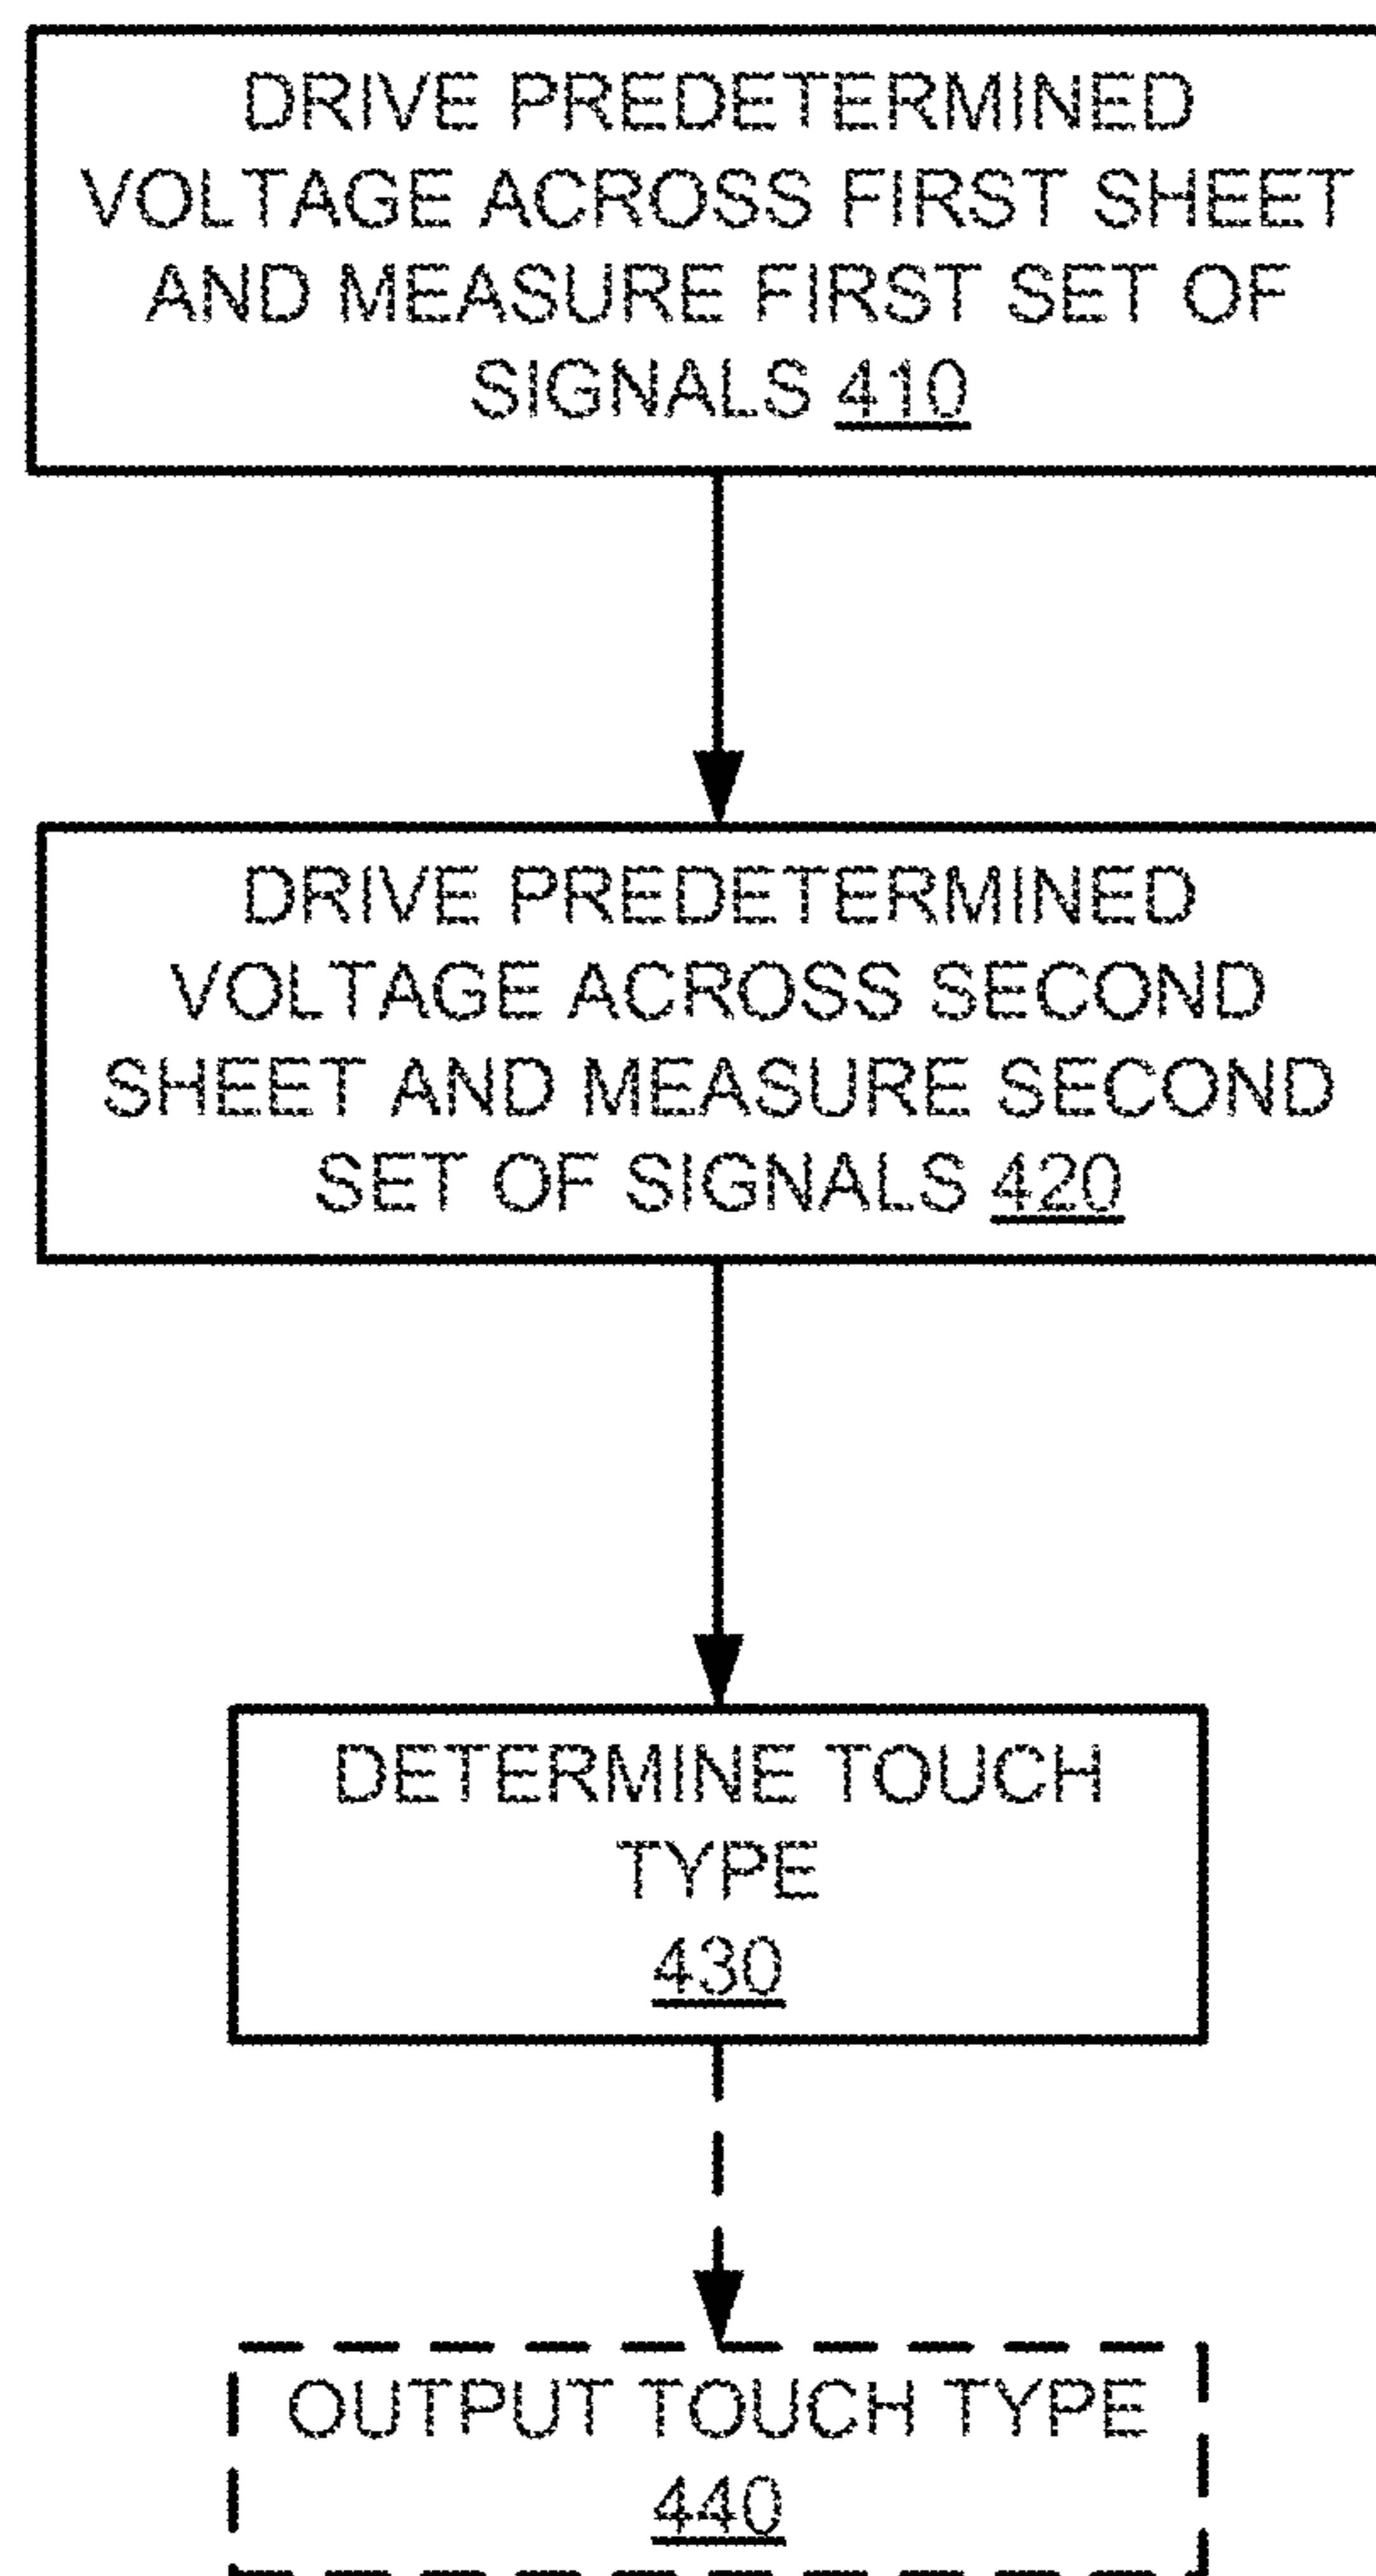 DRIVE PREDETERMINED
VOLTAGE ACROSS FIRST SHEET
AND MEASURE FIRST SET OF
SIGNALS 410
DRIVE PREDETERMINED
VOLTAGE ACROSS SECOND
SHEET AND MEASURE SECOND
SET OF SIGNALS 420
DETERMINE TOUCH
TYPE
430
OUTPUT TOUCH TYPE
440